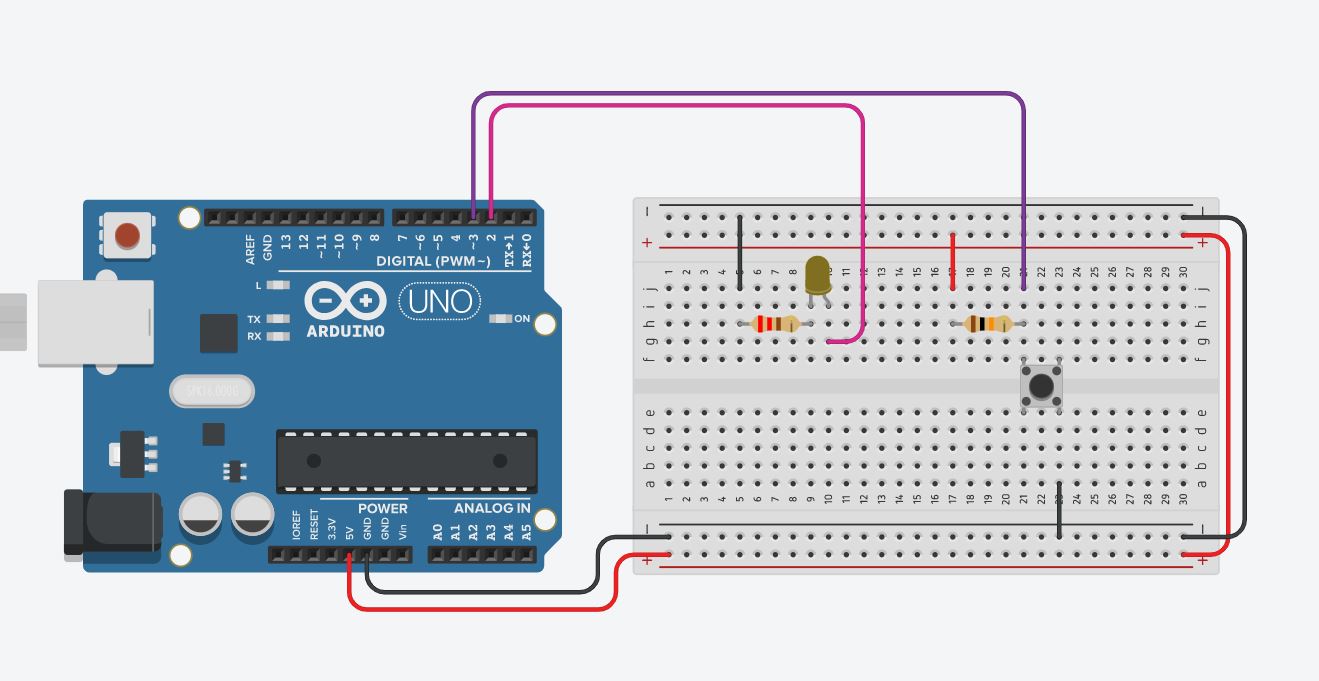 AREF GND 13 12 ~11 ~10 ~9 8 7 ~6 ~5 4 ~3 2 TX→1 RX←0
DIGITAL (PWM~)
L
TX
RX
UNO
ON
ARDUINO
SPK16.000G
POWER
ANALOG IN
IOREF RESET 3.3V 5V GND GND Vin A0 A1 A2 A3 A4 A5
− −
+ +
1 2 3 4 5 6 7 8 10 11 12 13 14 15 16 17 18 19 20 21 22 23 24 25 26 27 28 29 30
j j
i i
h h
g g
f f
e e
d d
c c
b b
a a
1 2 3 4 5 6 7 8 9 10 11 12 13 14 15 16 17 18 19 20 21 22 23 24 25 26 27 28 29 30
− −
+ +